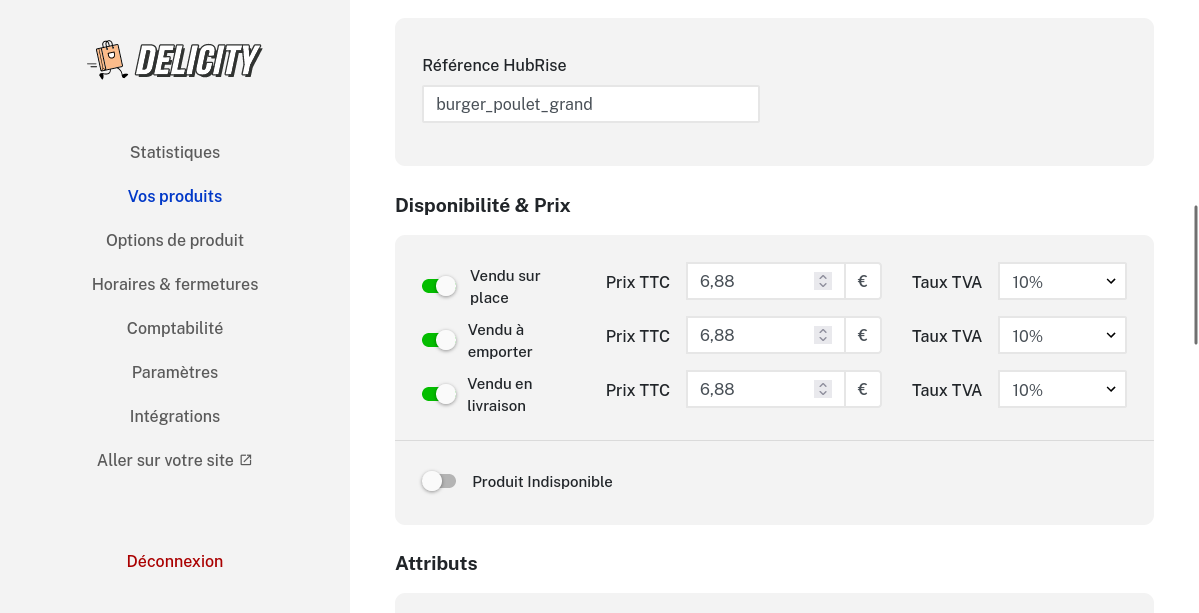 DELICITY
Statistiques
Vos produits
Options de produit
Horaires & fermetures
Comptabilité
Paramètres
Intégrations
Aller sur votre site
Déconnexion
Référence HubRise
burger_poulet_grand
Disponibilité & Prix
Vendu sur
place
Prix TTC 6,88 € Taux TVA 10%
Vendu à
emporter
Prix TTC 6,88 € Taux TVA 10%
Vendu en
livraison
Prix TTC 6,88 € Taux TVA 10%
Produit Indisponible
Attributs